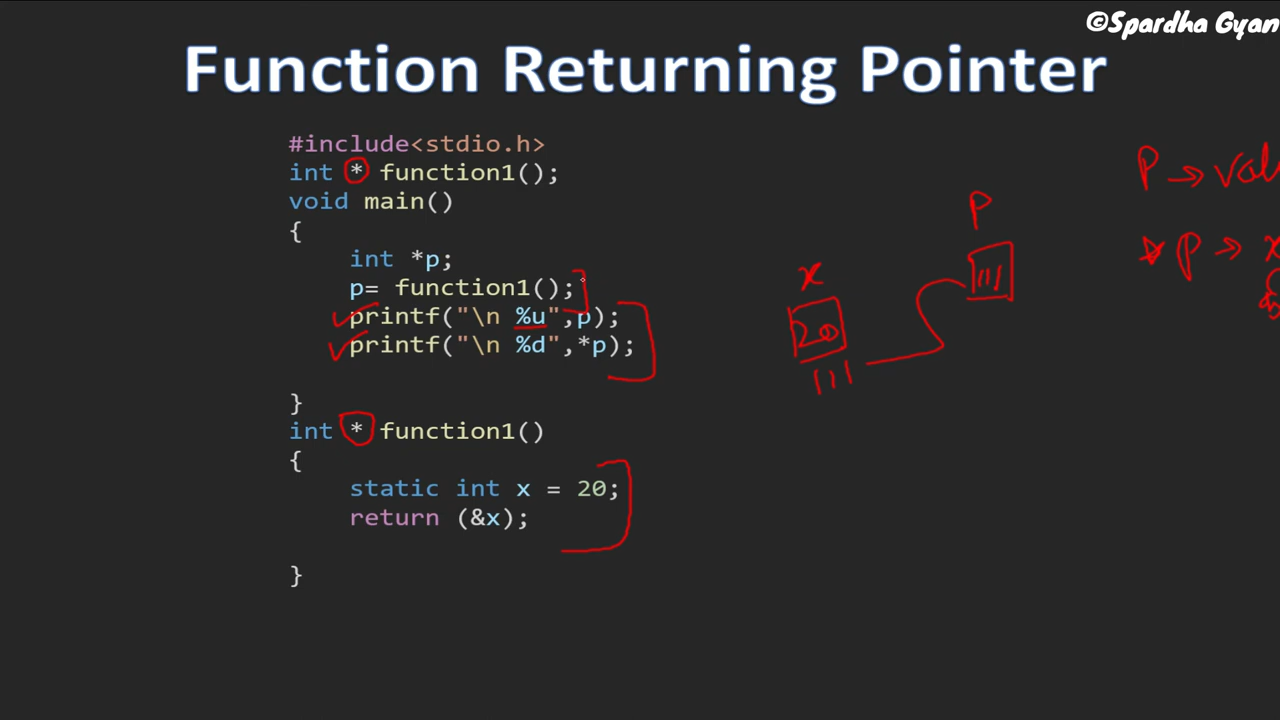 ©Spardha Gyan
Function Returning Pointer
#include<stdio.h>
int * function1();
void main()
{
int *p;
p= function1();
printf("\n %u",p);
printf("\n %d",*p);
}
int * function1()
{
static int x = 20;
return (&x);
}
x
20
111
P
111
P → val
* P → x